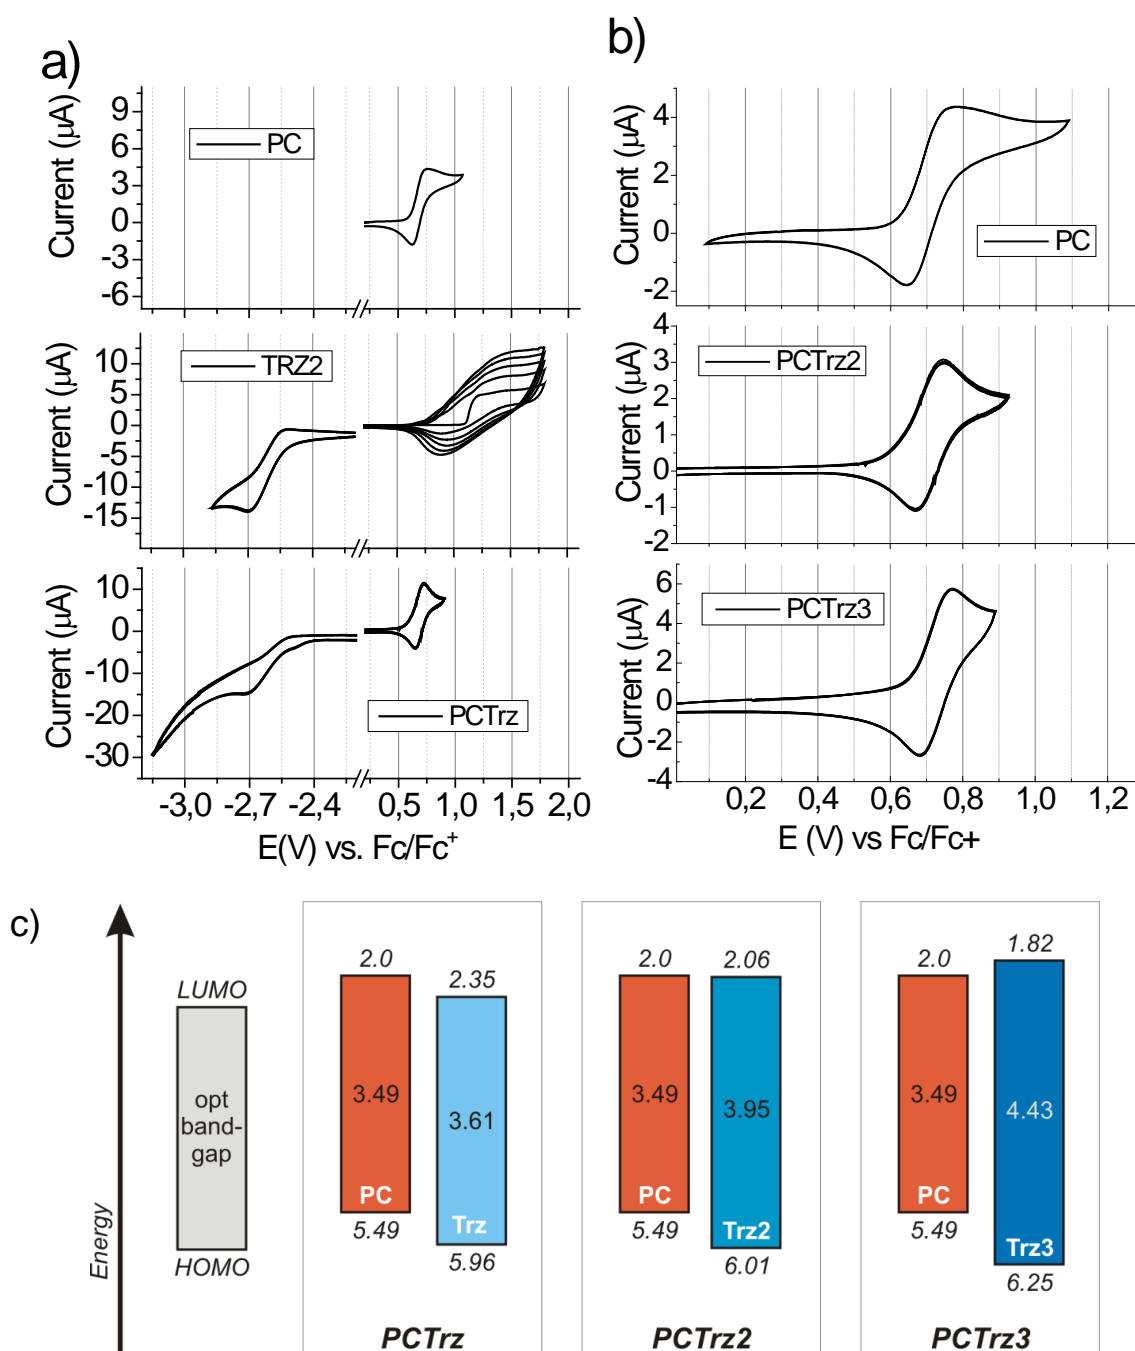 a)
b)
Current (µA)
9
6
3
0
-3
-6
PC
Current (µA)
4
2
0
-2
PC
Current (µA)
10
5
0
-5
-10
-15
TRZ2
Current (µA)
4
3
2
1
0
-1
-2
PCTrz2
Current (µA)
10
0
-10
-20
-30
PCTrz
-3,0 -2,7 -2,4 0,5 1,0 1,5 2,0
E(V) vs. Fc/Fc+
Current (µA)
6
4
2
0
-2
-4
PCTrz3
0,2 0,4 0,6 0,8 1,0 1,2
E (V) vs Fc/Fc+
c)
Energy
LUMO
opt
band-
gap
HOMO
2.0
3.49
PC
5.49
2.35
3.61
Trz
5.96
PCTrz
2.0
3.49
PC
5.49
2.06
3.95
Trz2
6.01
PCTrz2
2.0
3.49
PC
5.49
1.82
4.43
Trz3
6.25
PCTrz3